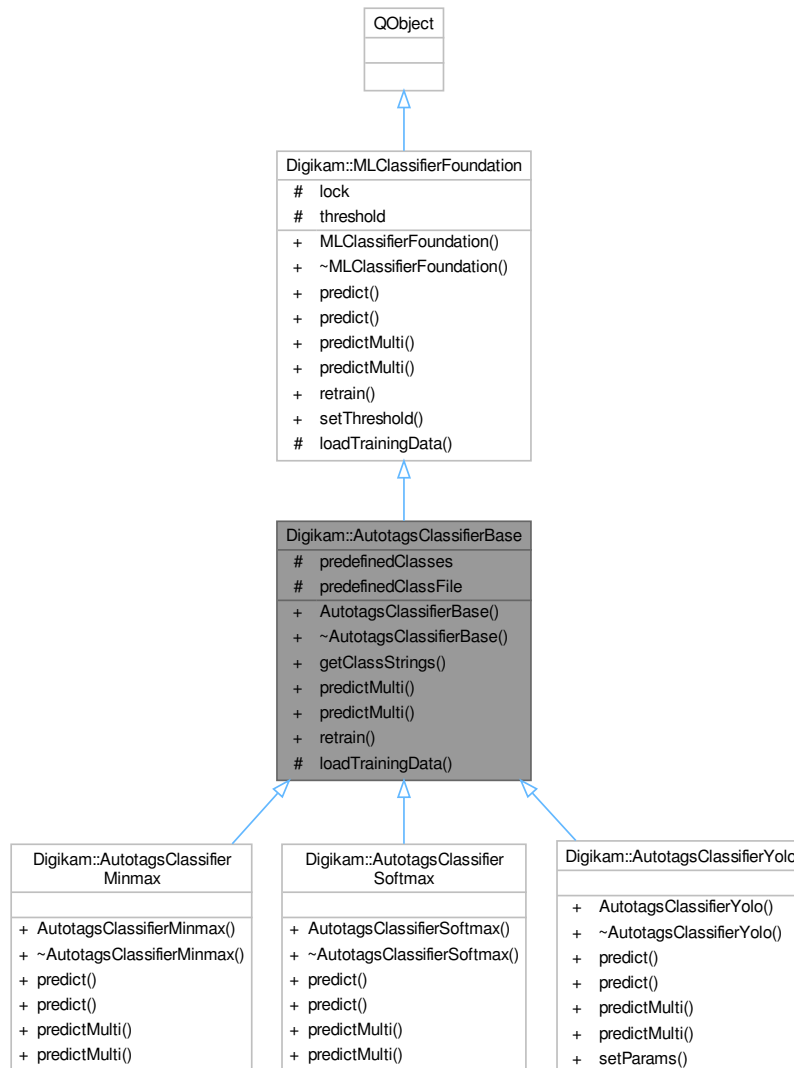 QObject
Digikam::MLClassifierFoundation
# lock
# threshold
+ MLClassifierFoundation()
+ ~MLClassifierFoundation()
+ predict()
+ predict()
+ predictMulti()
+ predictMulti()
+ retrain()
+ setThreshold()
# loadTrainingData()
Digikam::AutotagsClassifierBase
# predefinedClasses
# predefinedClassFile
+ AutotagsClassifierBase()
+ ~AutotagsClassifierBase()
+ getClassStrings()
+ predictMulti()
+ predictMulti()
+ retrain()
# loadTrainingData()
Digikam::AutotagsClassifier
Minmax
+ AutotagsClassifierMinmax()
+ ~AutotagsClassifierMinmax()
+ predict()
+ predict()
+ predictMulti()
+ predictMulti()
Digikam::AutotagsClassifier
Softmax
+ AutotagsClassifierSoftmax()
+ ~AutotagsClassifierSoftmax()
+ predict()
+ predict()
+ predictMulti()
+ predictMulti()
Digikam::AutotagsClassifierYolo
+ AutotagsClassifierYolo()
+ ~AutotagsClassifierYolo()
+ predict()
+ predict()
+ predictMulti()
+ predictMulti()
+ setParams()